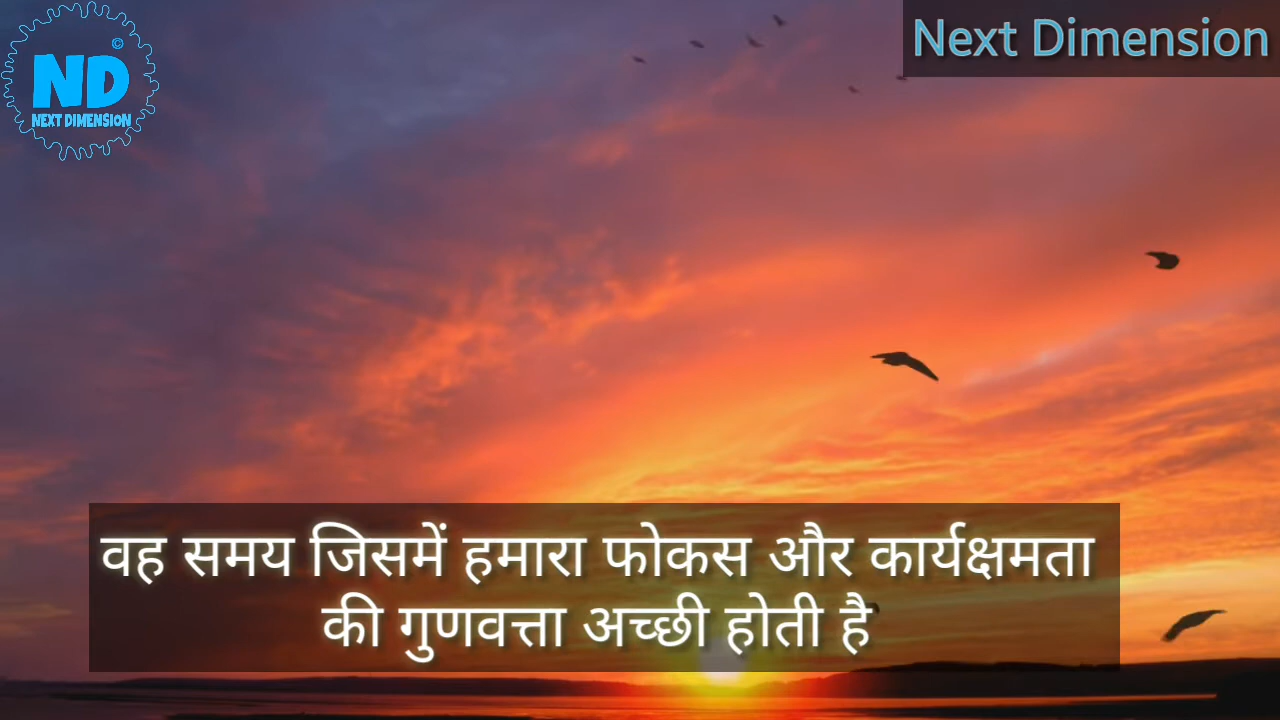 ©
ND
NEXT DIMENSION
Next Dimension
वह समय जिसमें हमारा फोकस और कार्यक्षमता
की गुणवत्ता अच्छी होती है